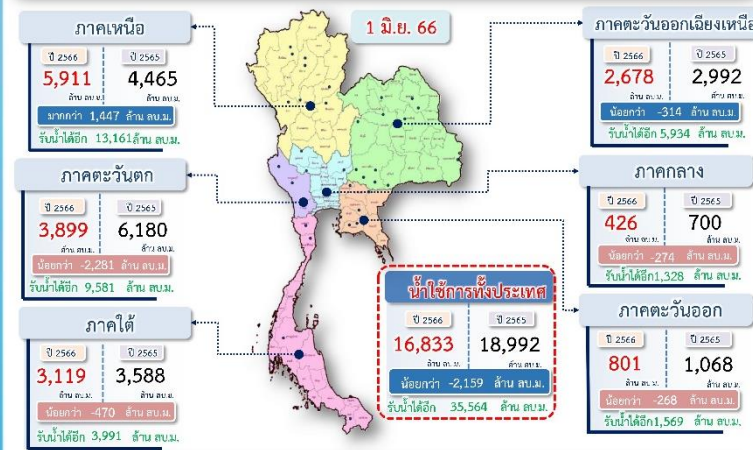 ภาคเหนือ
ปี 2566 ปี 2565
5,911 4,465
ล้าน ลบ.ม. ล้าน ลบ.ม.
มากกว่า 1,447 ล้าน ลบ.ม.
รับน้ำได้อีก 13,161ล้าน ลบ.ม.
1 มิ.ย. 66
ภาคตะวันออกเฉียงเหนือ
ปี 2566 ปี 2565
2,678 2,992
ล้าน ลบ.ม. ล้าน ลบ.ม.
น้อยกว่า -314 ล้าน ลบ.ม.
รับน้ำได้อีก 5,934 ล้าน ลบ.ม.
ภาคตะวันตก
ปี 2566 ปี 2565
3,899 6,180
ล้าน ลบ.ม. ล้าน ลบ.ม.
น้อยกว่า -2,281 ล้าน ลบ.ม.
รับน้ำได้อีก 9,581 ล้าน ลบ.ม.
ภาคกลาง
ปี 2566 ปี 2565
426 700
ล้าน ลบ.ม. ล้าน ลบ.ม.
น้อยกว่า -274 ล้าน ลบ.ม.
รับน้ำได้อีก1,328 ล้าน ลบ.ม.
ภาคใต้
ปี 2566 ปี 2565
3,119 3,588
ล้าน ลบ.ม. ล้าน ลบ.ม.
น้อยกว่า -470 ล้าน ลบ.ม.
รับน้ำได้อีก 3,991 ล้าน ลบ.ม.
น้ำใช้การทั้งประเทศ
ปี 2566 ปี 2565
16,833 18,992
ล้าน ลบ.ม. ล้าน ลบ.ม.
น้อยกว่า -2,159 ล้าน ลบ.ม.
รับน้ำได้อีก 35,564 ล้าน ลบ.ม.
ภาคตะวันออก
ปี 2566 ปี 2565
801 1,068
ล้าน ลบ.ม. ล้าน ลบ.ม.
น้อยกว่า -268 ล้าน ลบ.ม.
รับน้ำได้อีก1,569 ล้าน ลบ.ม.